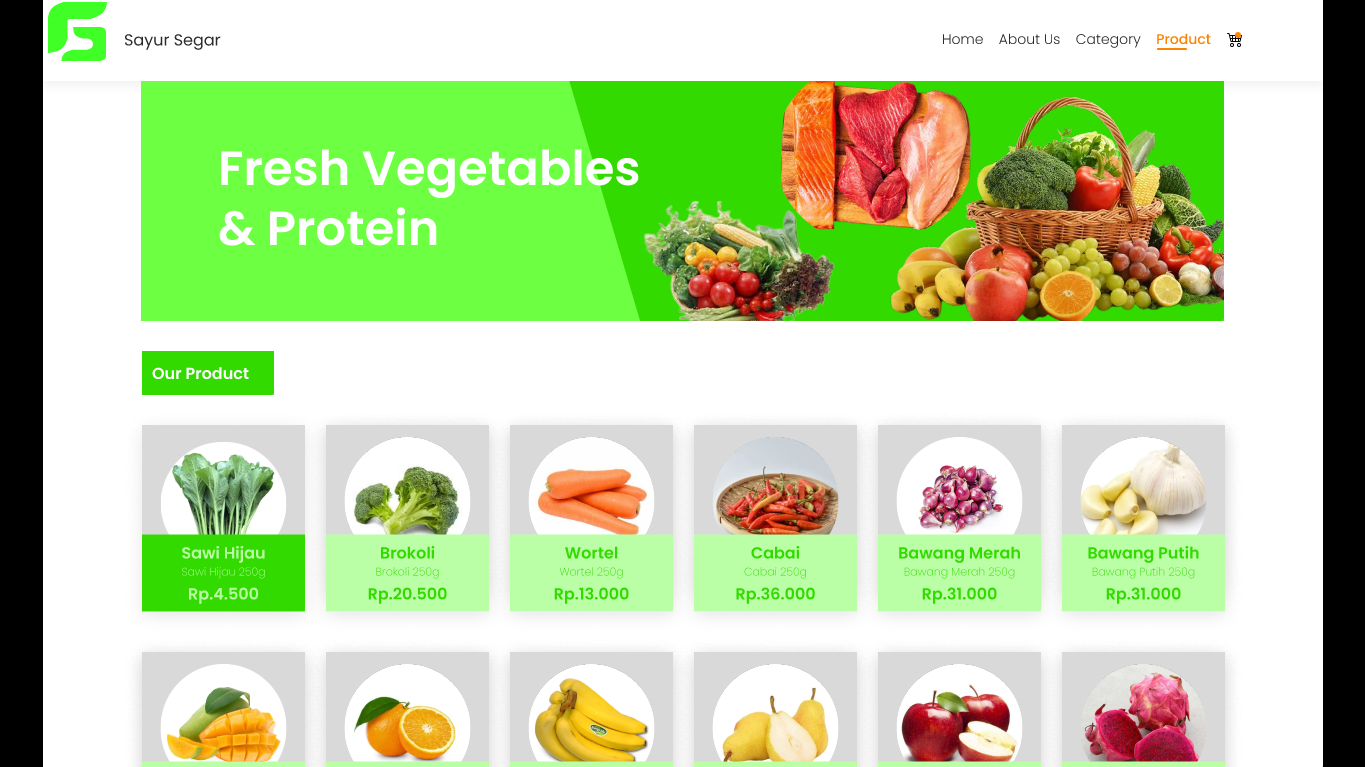 Sayur Segar
Home
About Us
Category
Product
Fresh Vegetables
& Protein
Our Product
Sawi Hijau
Sawi Hijau 250g
Rp.4.500
Brokoli
Brokoli 250g
Rp.20.500
Wortel
Wortel 250g
Rp.13.000
Cabai
Cabai 250g
Rp.36.000
Bawang Merah
Bawang Merah 250g
Rp.31.000
Bawang Putih
Bawang Putih 250g
Rp.31.000